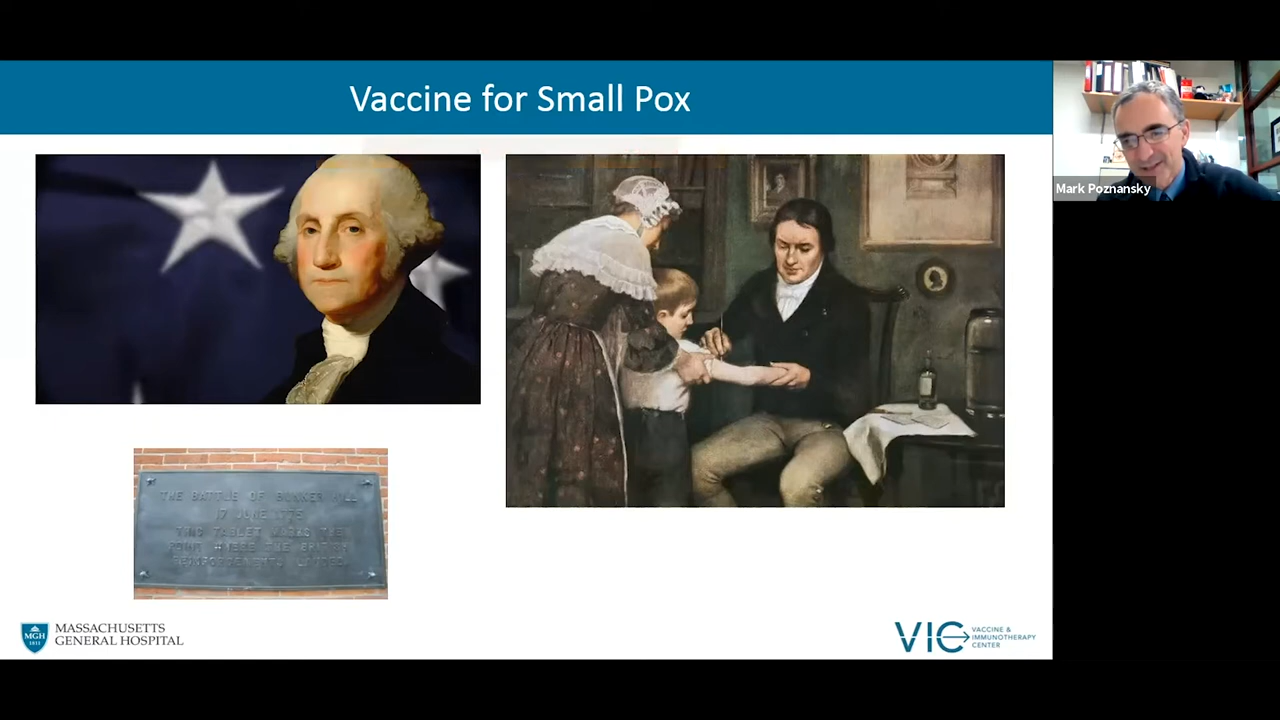 Vaccine for Small Pox
Mark Poznansky
THE BATTLE OF BUNKER HILL
17 JUNE 1775
THIS TABLET MARKS THE
POINT WHERE THE BRITISH
REINFORCEMENTS LANDED
MASSACHUSETTS
GENERAL HOSPITAL
MGH
1811
VIC
VACCINE &
IMMUNOTHERAPY
CENTER